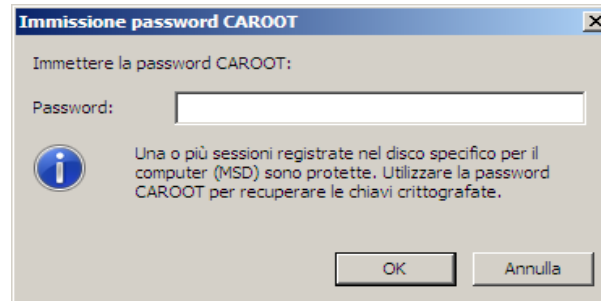 Immissione password CAROOT
Immettere la password CAROOT:
Password:
Una o più sessioni registrate nel disco specifico per il
computer (MSD) sono protette. Utilizzare la password
CAROOT per recuperare le chiavi crittografate.
OK
Annulla